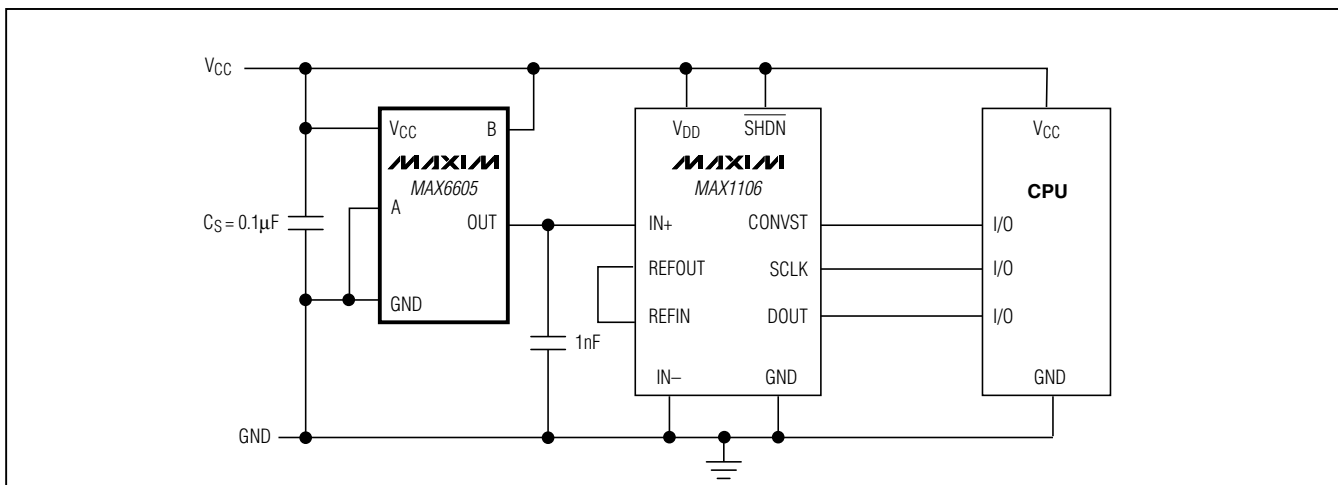 VCC
VCC B
MAXIM
MAX6605
A
OUT
GND
CS = 0.1µF
1nF
VDD SHDN
MAXIM
MAX1106
IN+ CONVST
REFOUT SCLK
REFIN DOUT
IN– GND
VCC
CPU
I/O
I/O
I/O
GND
GND